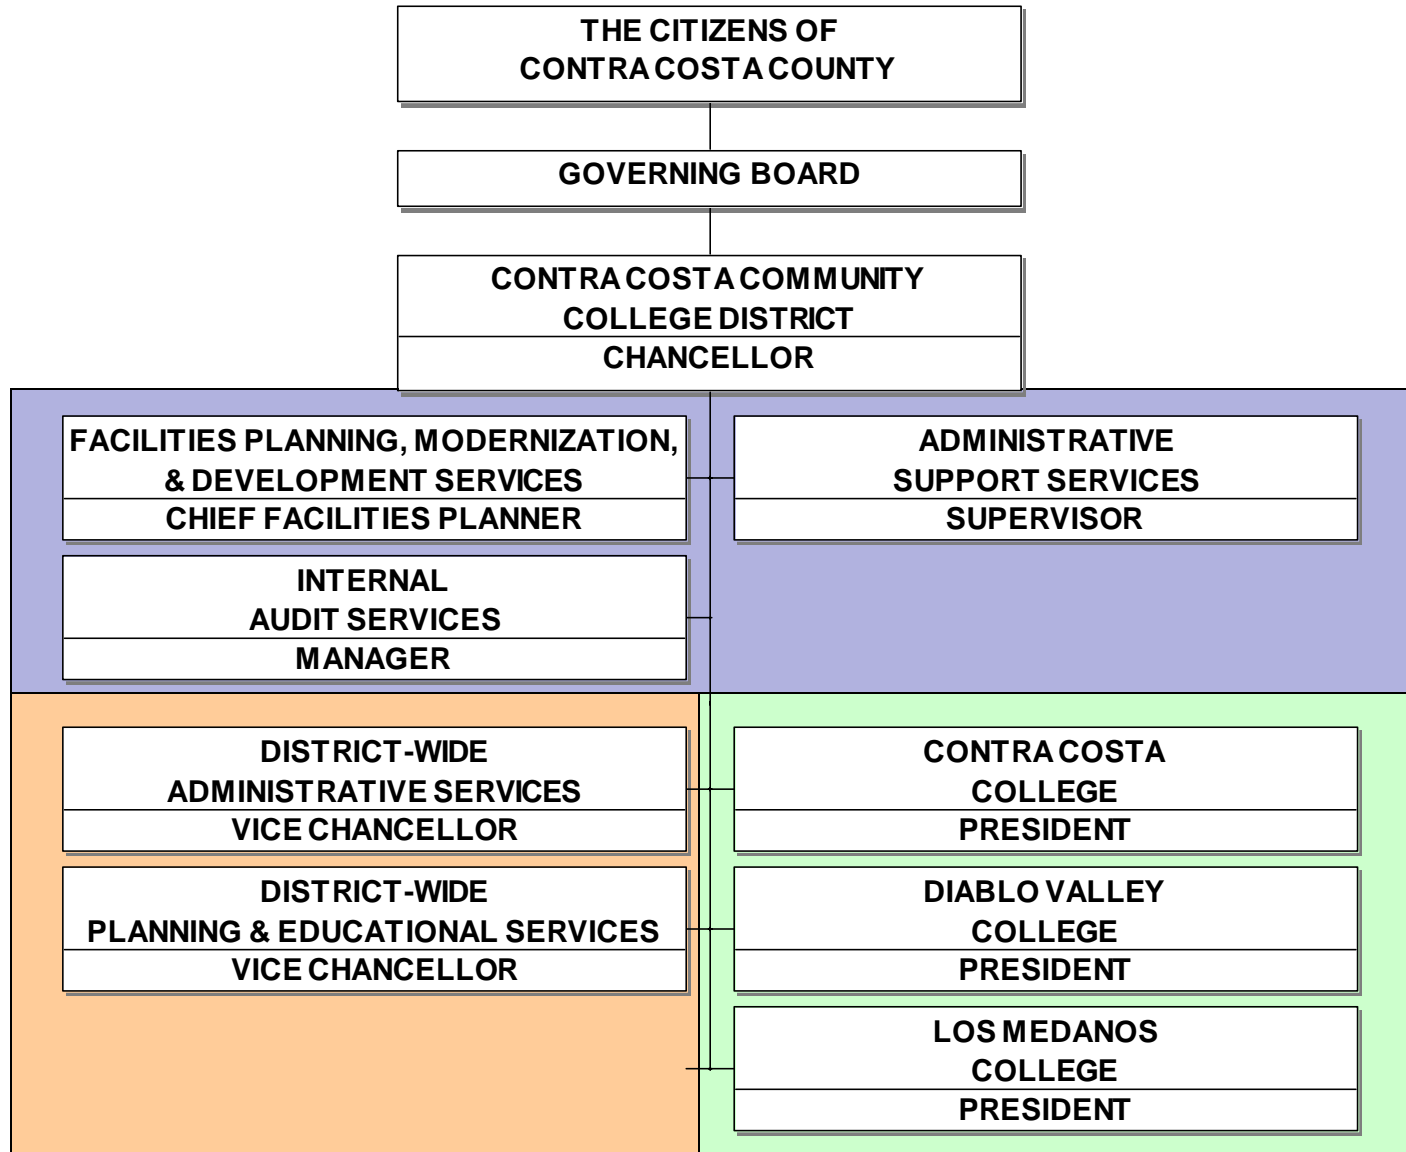 THE CITIZENS OF
CONTRA COSTA COUNTY
GOVERNING BOARD
CONTRA COSTA COMMUNITY
COLLEGE DISTRICT
CHANCELLOR
FACILITIES PLANNING, MODERNIZATION,
& DEVELOPMENT SERVICES
CHIEF FACILITIES PLANNER
ADMINISTRATIVE
SUPPORT SERVICES
SUPERVISOR
INTERNAL
AUDIT SERVICES
MANAGER
DISTRICT-WIDE
ADMINISTRATIVE SERVICES
VICE CHANCELLOR
CONTRA COSTA
COLLEGE
PRESIDENT
DISTRICT-WIDE
PLANNING & EDUCATIONAL SERVICES
VICE CHANCELLOR
DIABLO VALLEY
COLLEGE
PRESIDENT
LOS MEDANOS
COLLEGE
PRESIDENT